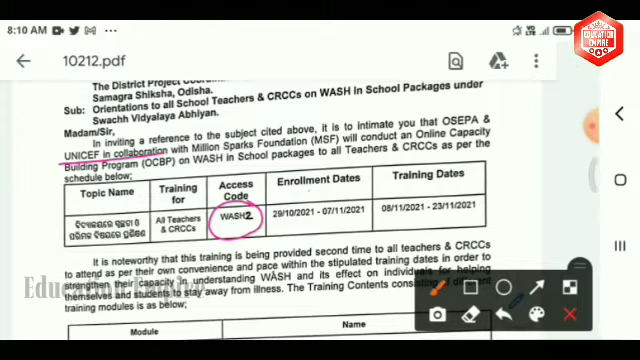 8:10 AM
EDUCATION
EMPIRE
10212.pdf
The District Project
Samagra Shiksha, Odisha.
Sub: Orientations to all School Teachers & CRCCs on WASH in School Packages under
Swachh Vidyalaya Abhiyan.
Madam/Sir,
In inviting a reference to the subject cited above, it is to intimate you that OSEPA &
UNICEF in collaboration with Million Sparks Foundation (MSF) will conduct an Online Capacity
Building Program (OCBP) on WASH in School packages to all Teachers & CRCCs as per the
schedule below;
Topic Name Training for Access Code Enrollment Dates Training Dates
All Teachers & CRCCs WASH2 29/10/2021 - 07/11/2021 08/11/2021 - 23/11/2021
It is noteworthy that this training is being provided second time to all teachers & CRCCs
to attend as per their own convenience and pace within the stipulated training dates in order to
strengthen their capacity in understanding WASH and its effect on individuals for helping
themselves and students to stay away from illness. The Training Contents consisting of different
training modules is as below;
Module Name